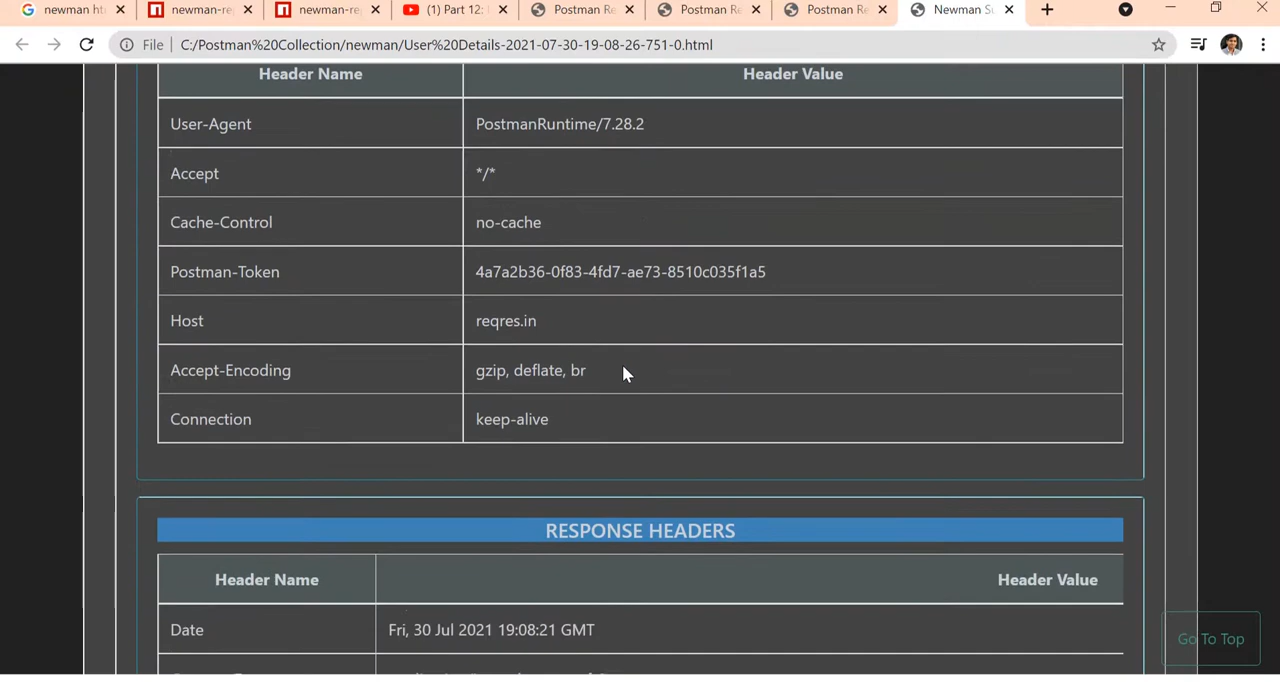 newman ht
newman-re
newman-re
(1) Part 12:
Postman Re
Postman Re
Postman Re
Newman Su
File C:/Postman%20Collection/newman/User%20Details-2021-07-30-19-08-26-751-0.html
Header Name Header Value
User-Agent PostmanRuntime/7.28.2
Accept */*
Cache-Control no-cache
Postman-Token 4a7a2b36-0f83-4fd7-ae73-8510c035f1a5
Host reqres.in
Accept-Encoding gzip, deflate, br
Connection keep-alive
RESPONSE HEADERS
Header Name Header Value
Date Fri, 30 Jul 2021 19:08:21 GMT
Go To Top